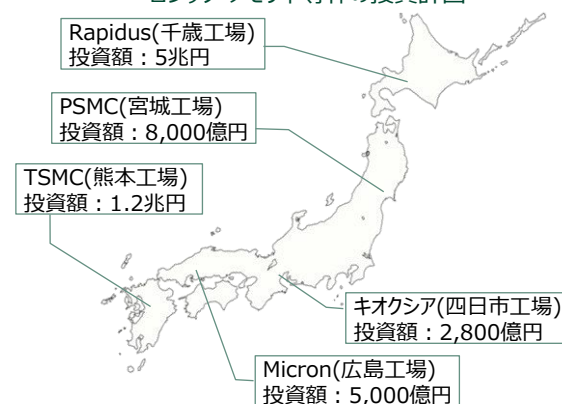 Rapidus(千歳工場)
投資額：5兆円
PSMC(宮城工場)
投資額：8,000億円
TSMC(熊本工場)
投資額：1.2兆円
キオクシア(四日市工場)
投資額：2,800億円
Micron(広島工場)
投資額：5,000億円